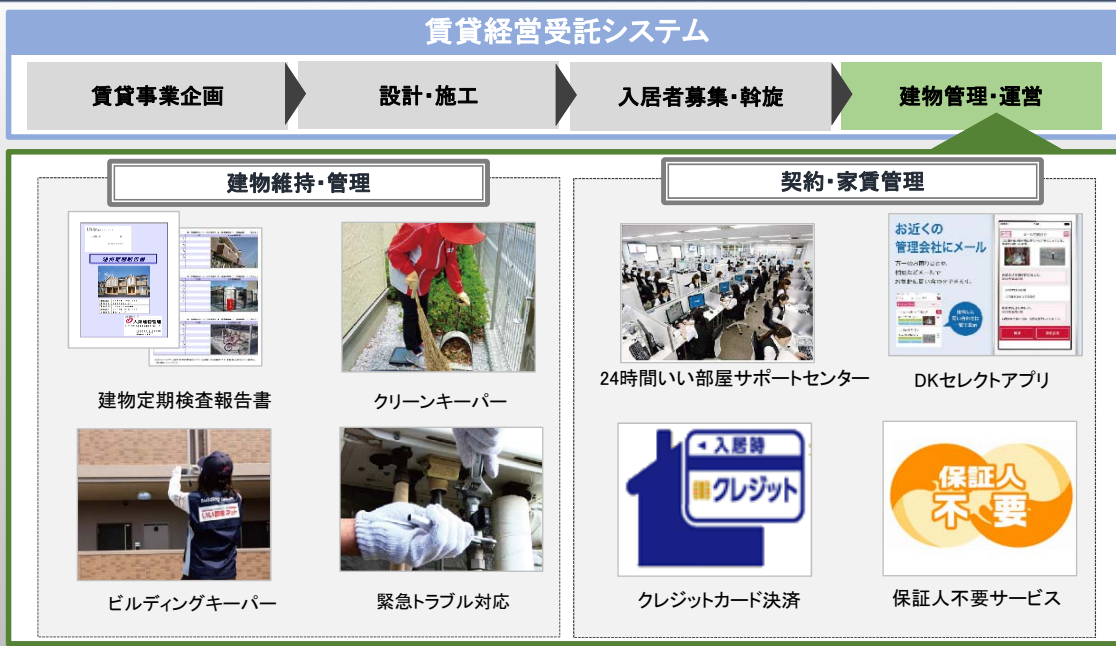 賃貸経営受託システム
賃貸事業企画
設計・施工
入居者募集・斡旋
建物管理・運営
建物維持・管理
建物定期検査報告書
クリーンキーパー
ビルディングキーパー
いい部屋ネット
緊急トラブル対応
契約・家賃管理
24時間いい部屋サポートセンター
お近くの
管理会社にメール
DKセレクトアプリ
入居時
クレジット
クレジットカード決済
保証人
不要
保証人不要サービス